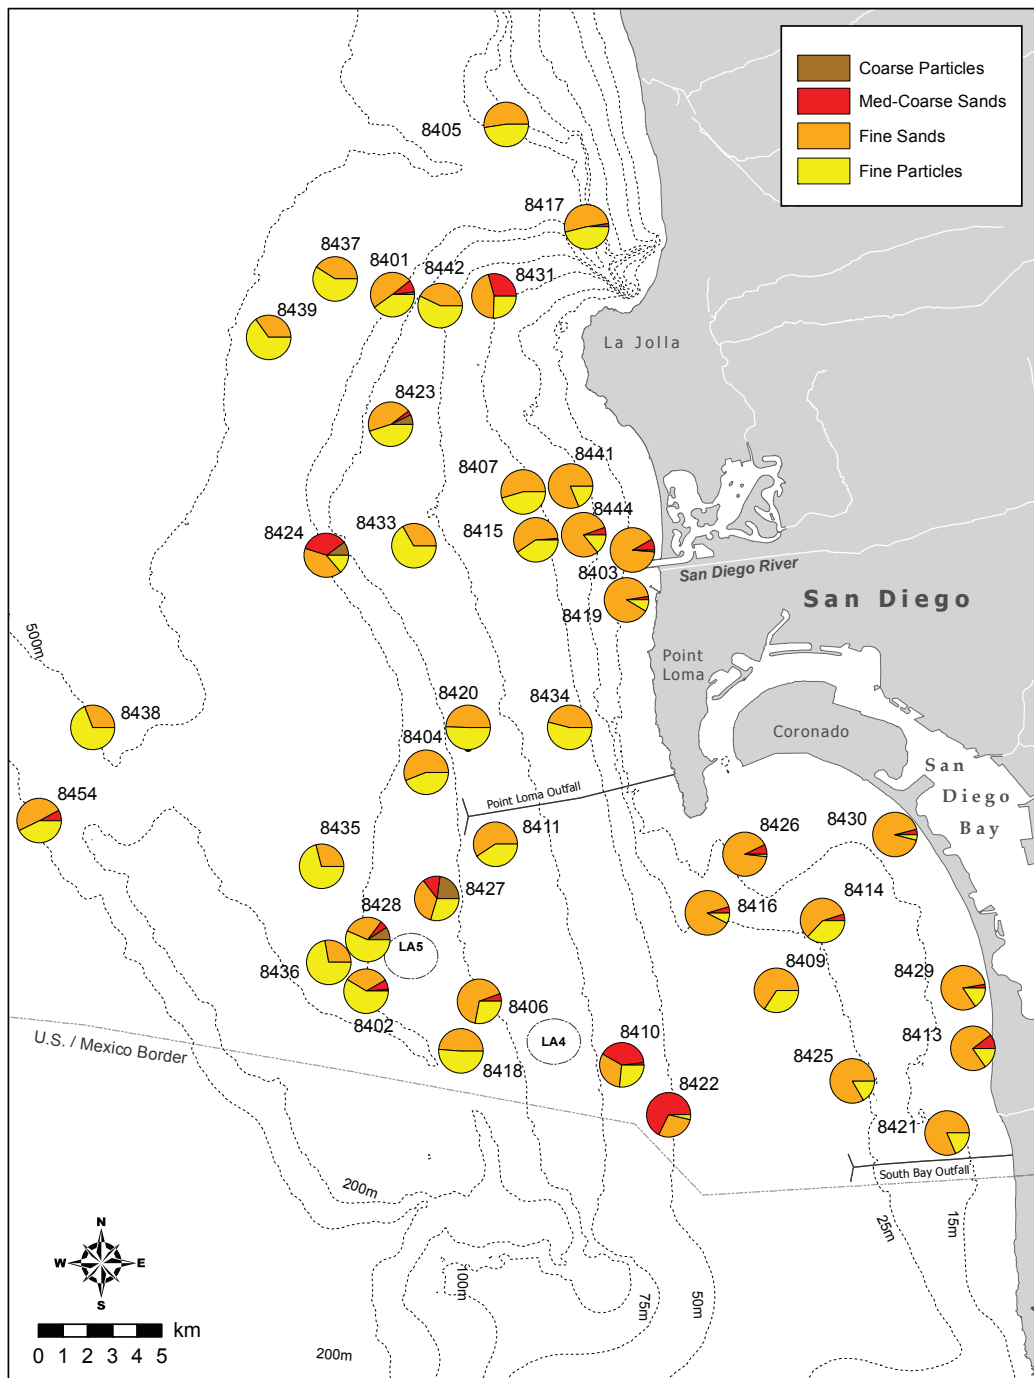 Coarse Particles
Med-Coarse Sands
Fine Sands
Fine Particles
8405
8417
8437
8401
8442
8431
8439
La Jolla
8423
8407
8441
8444
8424
8433
8415
8403
San Diego River
8419
San Diego
500m
Point
Loma
8438
8420
8434
8404
Coronado
San
Diego
Bay
Point Loma Outfall
8454
8435
8411
8426
8430
8427
8428
8416
8414
LA5
8436
8409
8429
8402
8406
U.S. / Mexico Border
LA4
8410
8413
8418
8425
8422
8421
South Bay Outfall
200m
25m
15m
N
W
E
S
100m
75m
50m
km
0 1 2 3 4 5
200m